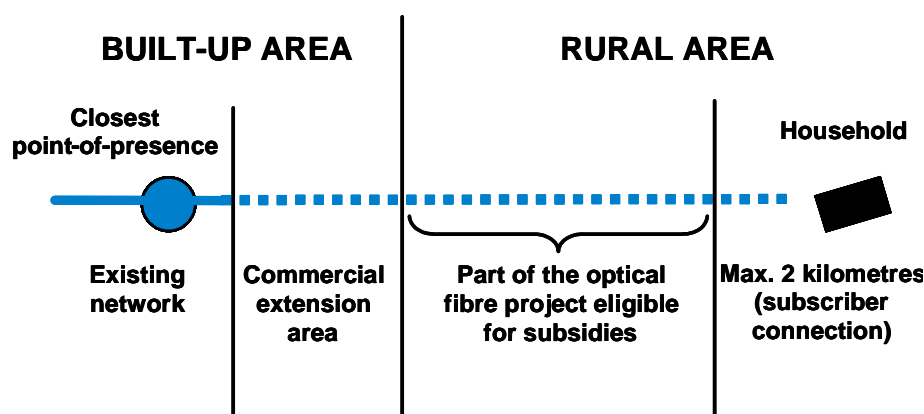 BUILT-UP AREA
RURAL AREA
Closest
point-of-presence
Household
Existing
network
Commercial
extension
area
Part of the optical
fibre project eligible
for subsidies
Max. 2 kilometres
(subscriber
connection)